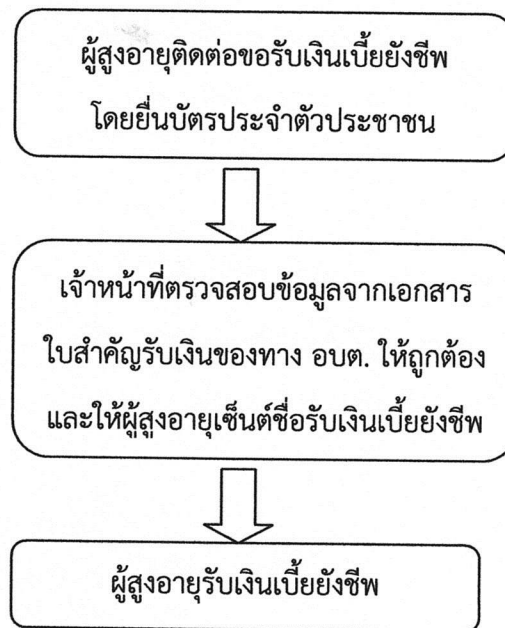 ผู้สูงอายุติดต่อขอรับเงินเบี้ยยังชีพ
โดยยื่นบัตรประจำตัวประชาชน
เจ้าหน้าที่ตรวจสอบข้อมูลจากเอกสาร
ใบสำคัญรับเงินของทาง อบต. ให้ถูกต้อง
และให้ผู้สูงอายุเซ็นต์ชื่อรับเงินเบี้ยยังชีพ
ผู้สูงอายุรับเงินเบี้ยยังชีพ